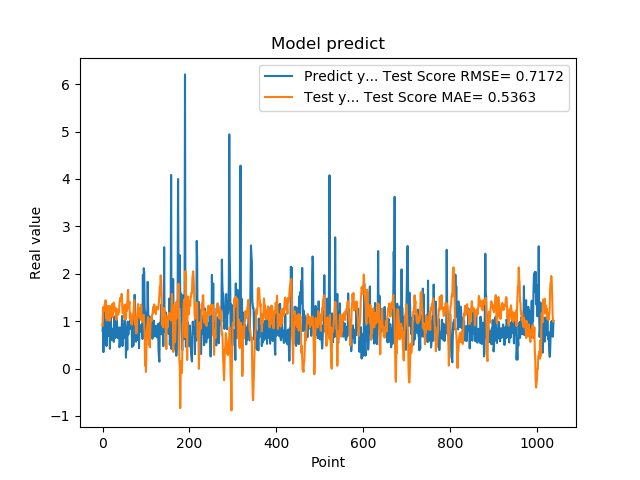 Model predict
Predict y... Test Score RMSE= 0.7172
Test y... Test Score MAE= 0.5363
Real value
6
5
4
3
2
1
0
−1
0 200 400 600 800 1000
Point